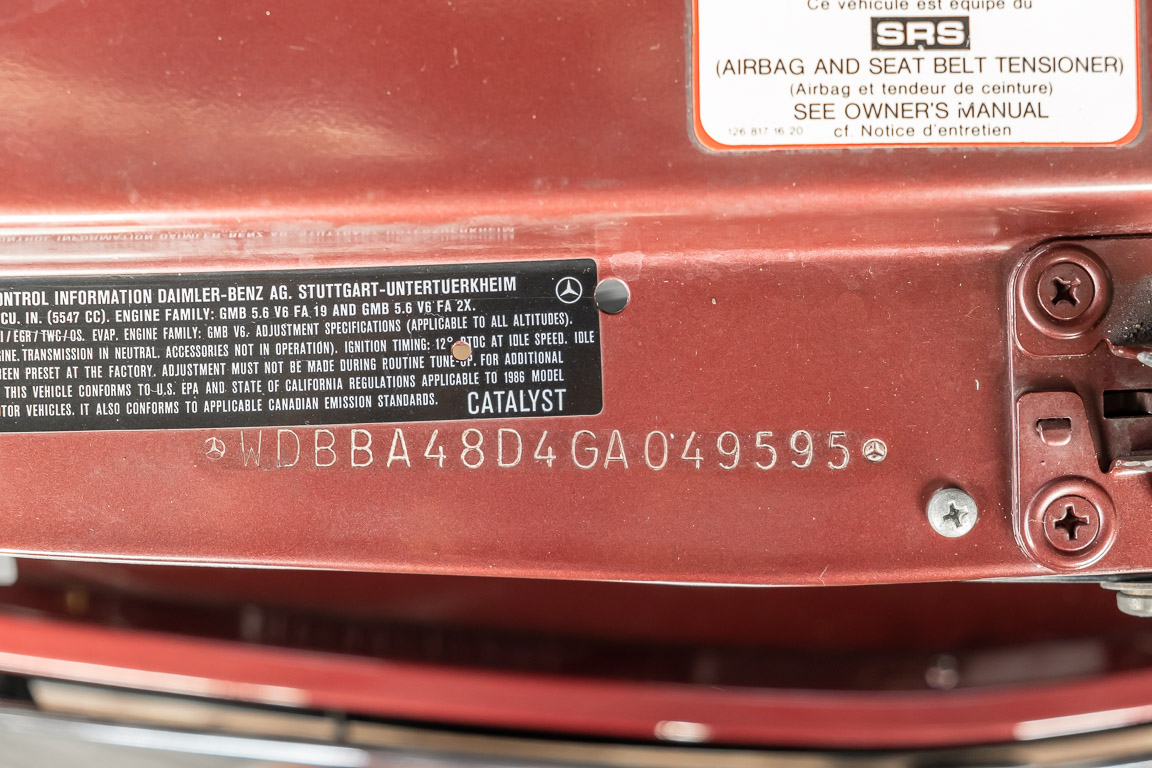 Ce véhicule est équipé du
SRS
(AIRBAG AND SEAT BELT TENSIONER)
(Airbag et tendeur de ceinture)
SEE OWNER'S MANUAL
126 817 16 20 cf. Notice d'entretien
ONTROL INFORMATION DAIMLER-BENZ AG. STUTTGART-UNTERTUERKHEIM
CU. IN. (5547 CC). ENGINE FAMILY: GMB 5.6 V6 FA 19 AND GMB 5.6 V6 FA 2X.
I/EGR/TWC/OS. EVAP. ENGINE FAMILY: GMB V6. ADJUSTMENT SPECIFICATIONS (APPLICABLE TO ALL ALTITUDES).
GINE. TRANSMISSION IN NEUTRAL. ACCESSORIES NOT IN OPERATION). IGNITION TIMING: 12° BTDC AT IDLE SPEED. IDLE
EEN PRESET AT THE FACTORY. ADJUSTMENT MUST NOT BE MADE DURING ROUTINE TUNE-UP. FOR ADDITIONAL
THIS VEHICLE CONFORMS TO U.S. EPA AND STATE OF CALIFORNIA REGULATIONS APPLICABLE TO 1986 MODEL
TOR VEHICLES. IT ALSO CONFORMS TO APPLICABLE CANADIAN EMISSION STANDARDS. CATALYST
WDBBA48D4GA049595